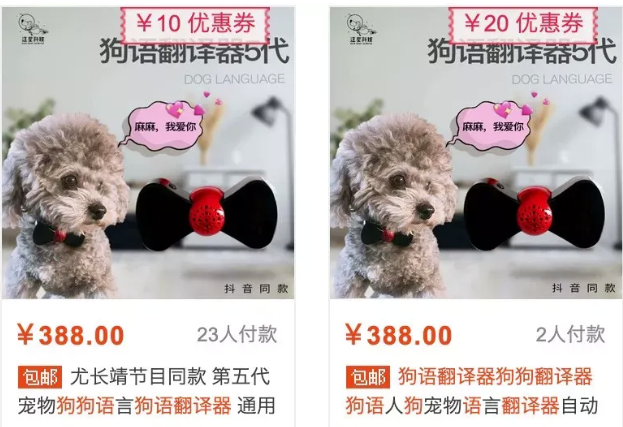 ￥10 优惠券
狗语翻译器5代
DOG LANGUAGE
麻麻，我爱你
抖音同款
￥388.00
23人付款
包邮 尤长靖节目同款 第五代
宠物狗狗语言狗语翻译器 通用
￥20 优惠券
狗语翻译器5代
DOG LANGUAGE
麻麻，我爱你
抖音同款
￥388.00
2人付款
包邮 狗语翻译器狗狗翻译器
狗语人狗宠物语言翻译器自动